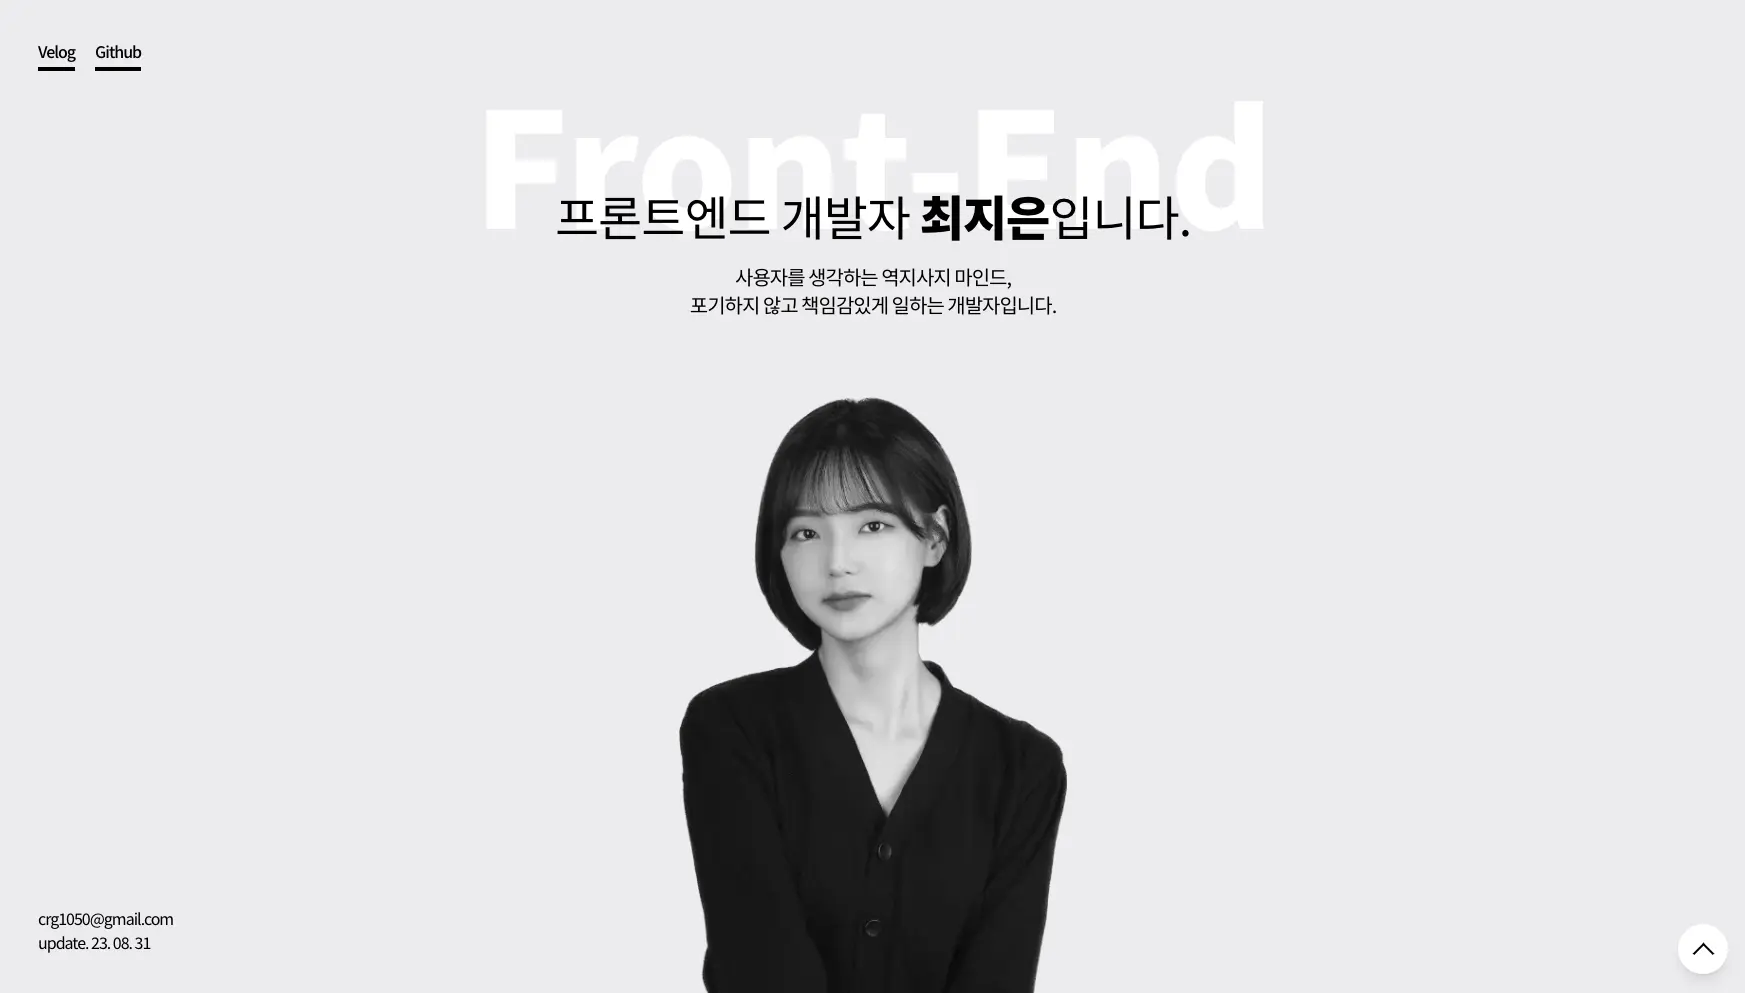 Velog Github
Front-End
프론트엔드 개발자 최지은입니다.
사용자를 생각하는 역지사지 마인드,
포기하지 않고 책임감있게 일하는 개발자입니다.
crg1050@gmail.com
update. 23. 08. 31